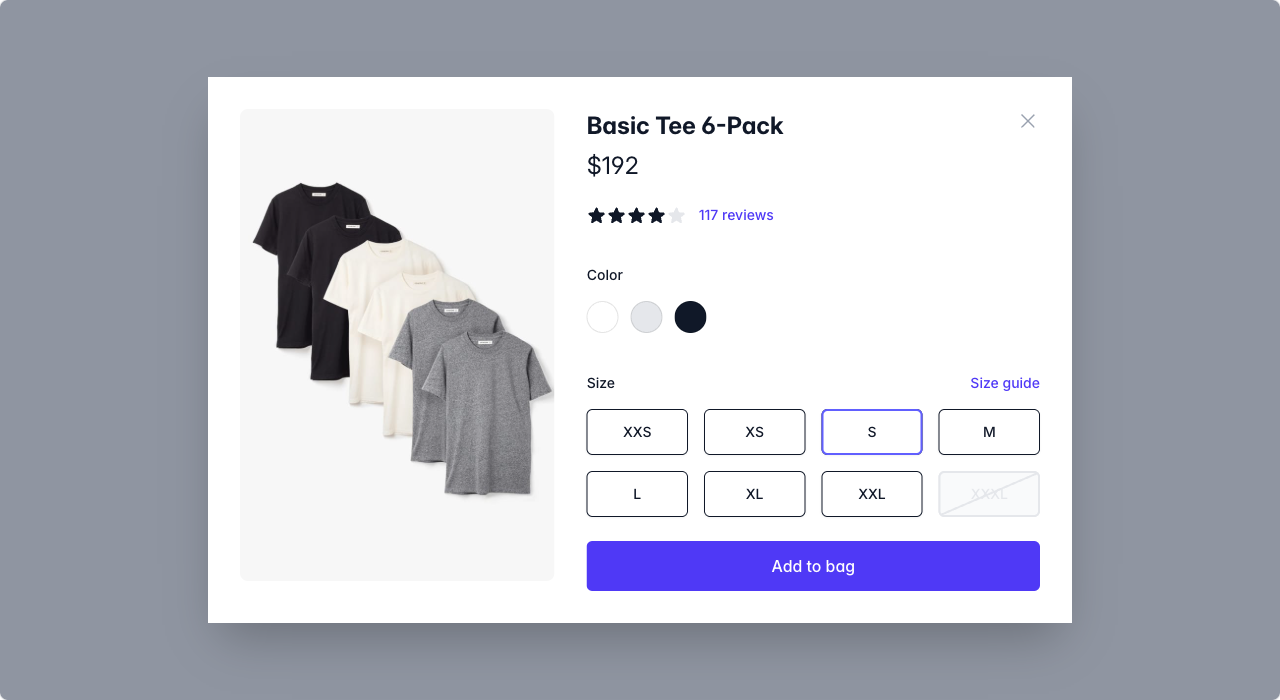 Basic Tee 6-Pack
$192
117 reviews
Color
Size
Size guide
XXS
XS
S
M
L
XL
XXL
XXXL
Add to bag